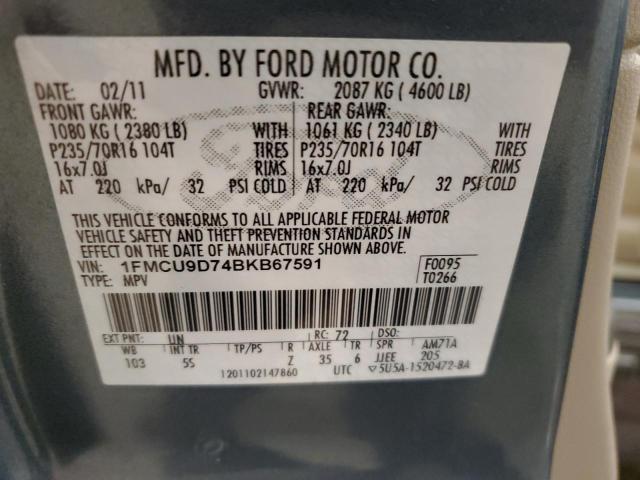 MFD. BY FORD MOTOR CO.
DATE: 02/11 GVWR: 2087 KG ( 4600 LB)
FRONT GAWR: REAR GAWR:
1080 KG ( 2380 LB) WITH 1061 KG ( 2340 LB) WITH
P235/70R16 104T TIRES P235/70R16 104T TIRES
16x7.0J RIMS 16x7.0J RIMS
AT 220 kPa/ 32 PSI COLD AT 220 kPa/ 32 PSI COLD
Ford
THIS VEHICLE CONFORMS TO ALL APPLICABLE FEDERAL MOTOR
VEHICLE SAFETY AND THEFT PREVENTION STANDARDS IN
EFFECT ON THE DATE OF MANUFACTURE SHOWN ABOVE.
VIN: 1FMCU9D74BKB67591 F0095
TYPE: MPV T0266
EXT PNT: UN RC: 72 DSO:
WB INT TR TP/PS R AXLE TR SPR AM71A
103 5S Z 35 6 JJEE 205
1201102147860 UTC ▽5U5A-1520472-BA